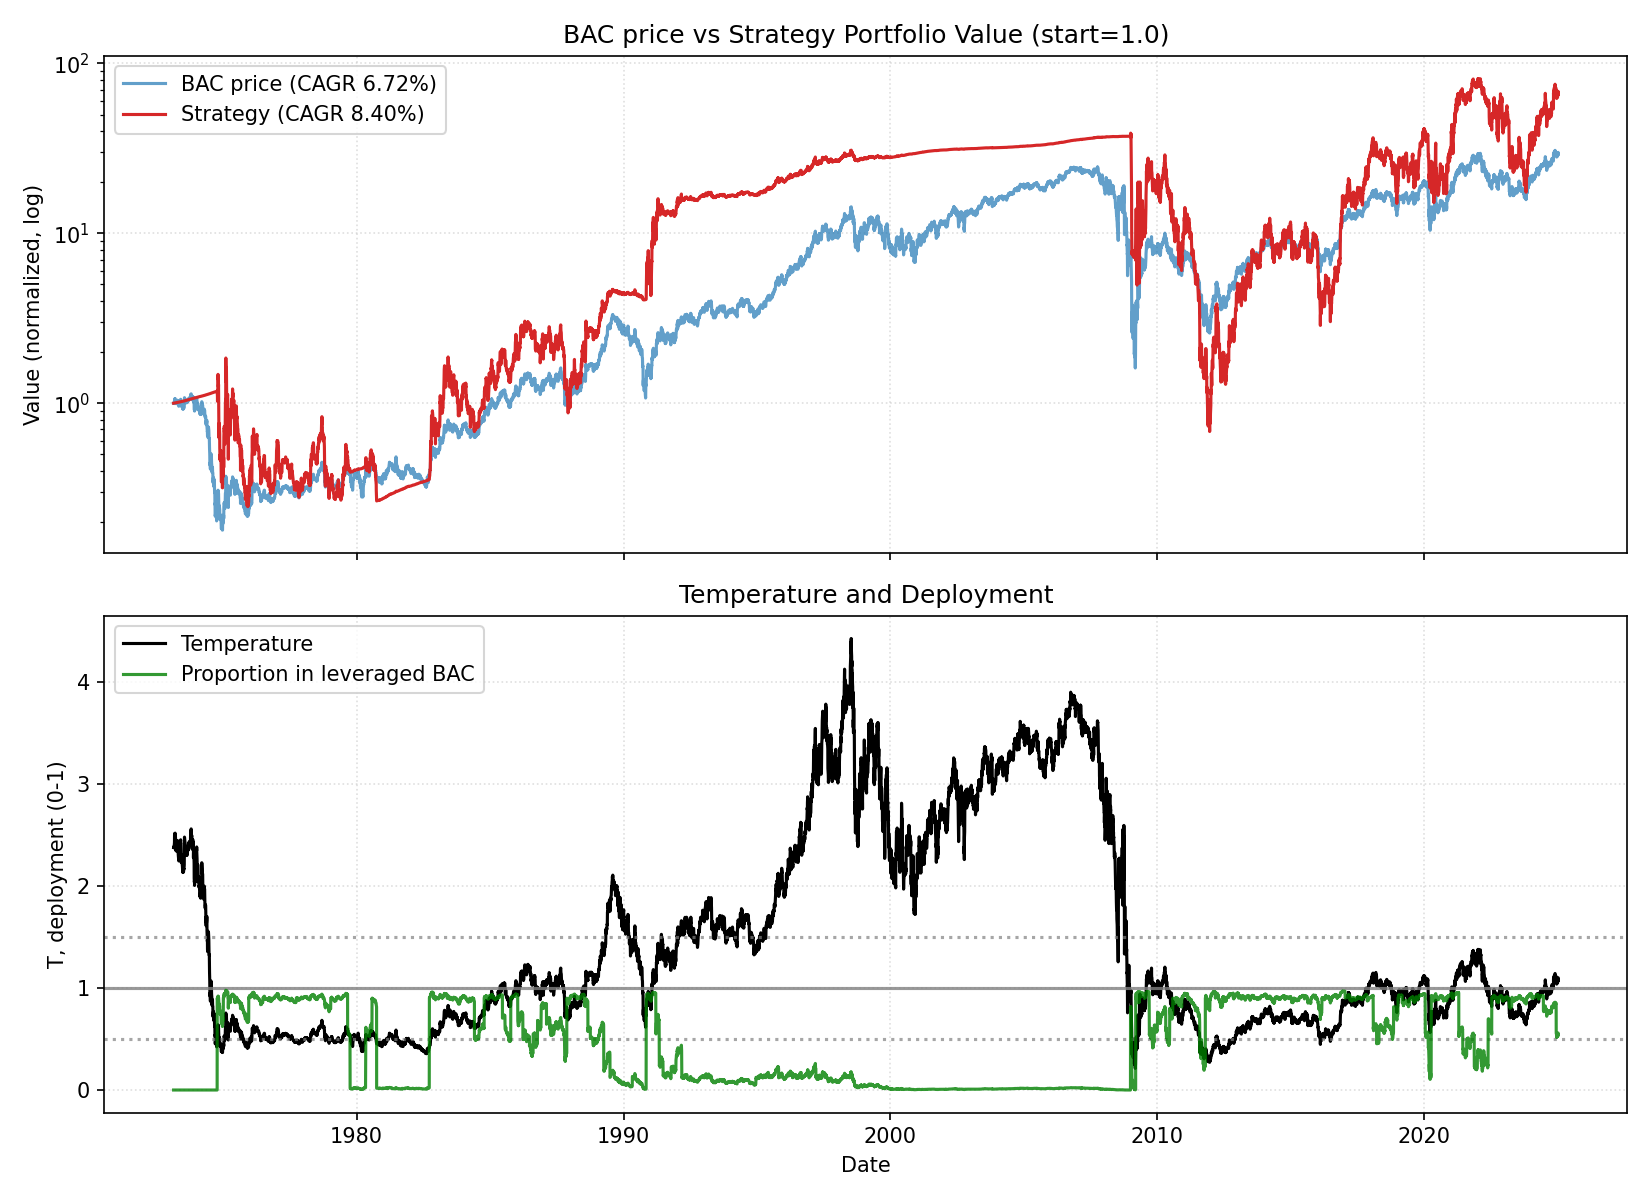 BAC price vs Strategy Portfolio Value (start=1.0)
BAC price (CAGR 6.72%)
Strategy (CAGR 8.40%)
Value (normalized, log)
10²
10¹
10⁰
Temperature and Deployment
Temperature
Proportion in leveraged BAC
T, deployment (0-1)
4
3
2
1
0
1980 1990 2000 2010 2020
Date